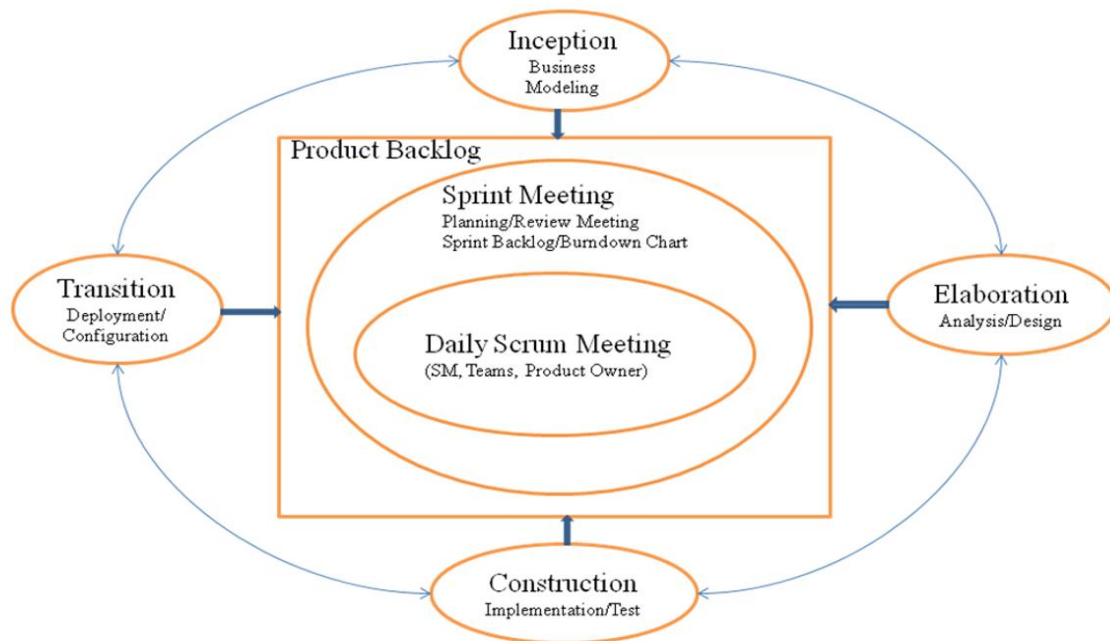 Inception
Business
Modeling
Product Backlog
Sprint Meeting
Planning/Review Meeting
Sprint Backlog/Burndown Chart
Transition
Deployment/
Configuration
Elaboration
Analysis/Design
Daily Scrum Meeting
(SM, Teams, Product Owner)
Construction
Implementation/Test